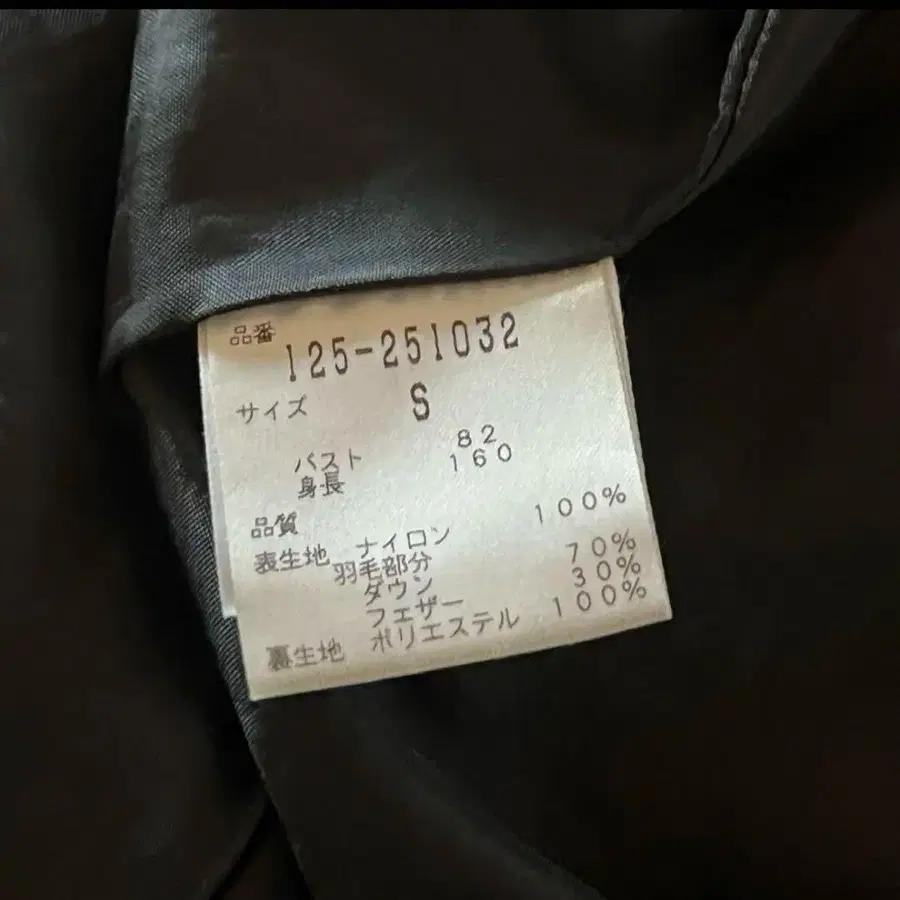 品番 125-251032
サイズ S
バスト 82
身長 160
品質
表生地 ナイロン 100%
羽毛部分
ダウン 70%
フェザー 30%
裏生地 ポリエステル 100%